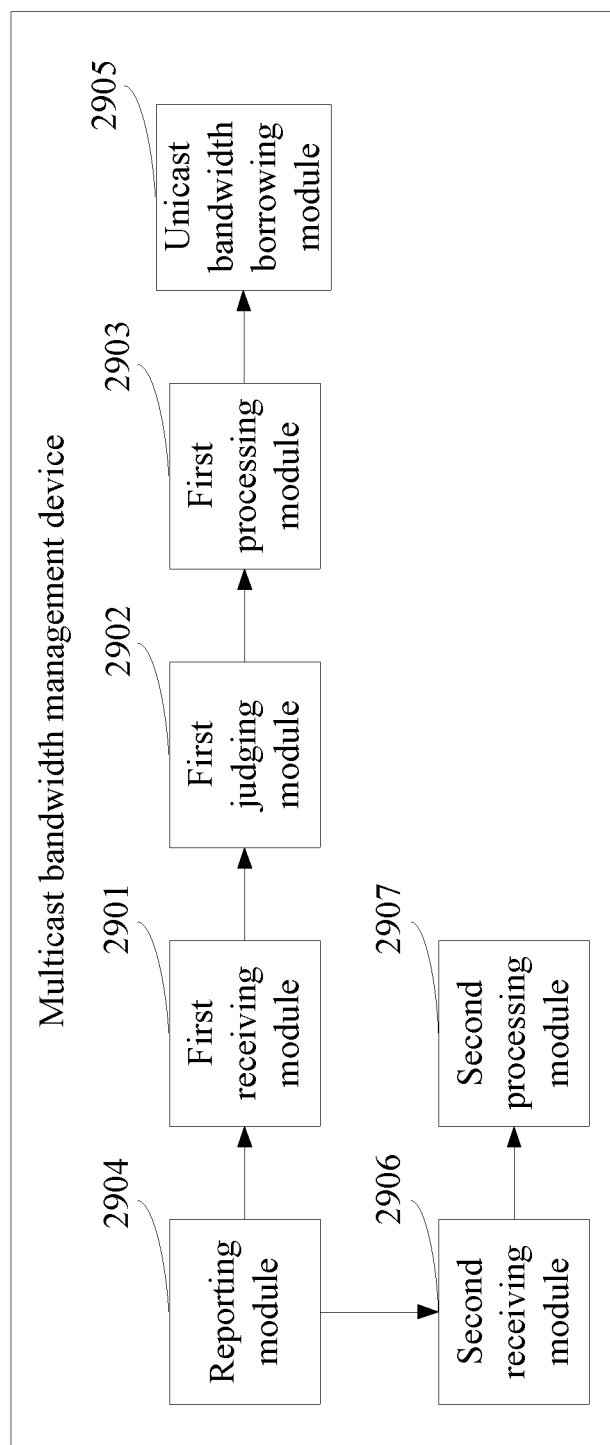 Multicast bandwidth management device
2904
2901
2902
2903
2905
Reporting
module
First
receiving
module
First
judging
module
First
processing
module
Unicast
bandwidth
borrowing
module
2906
2907
Second
receiving
module
Second
processing
module